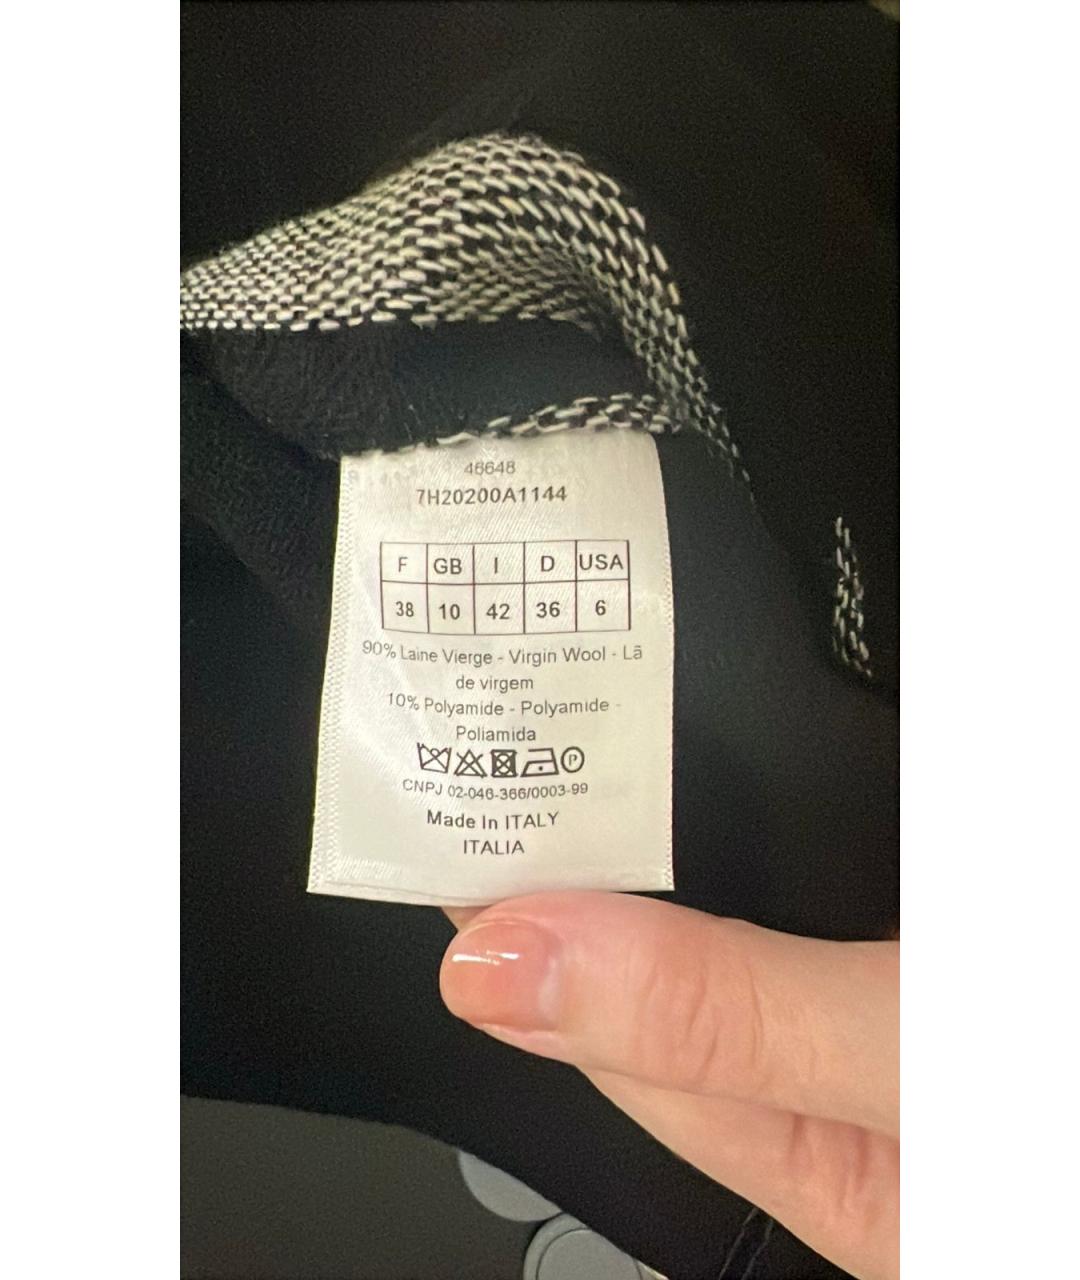 46648
7H20200A1144
F GB I D USA
38 10 42 36 6
90% Laine Vierge - Virgin Wool - Lã
de virgem
10% Polyamide - Polyamide -
Poliamida
P
CNPJ 02-046-366/0003-99
Made In ITALY
ITALIA